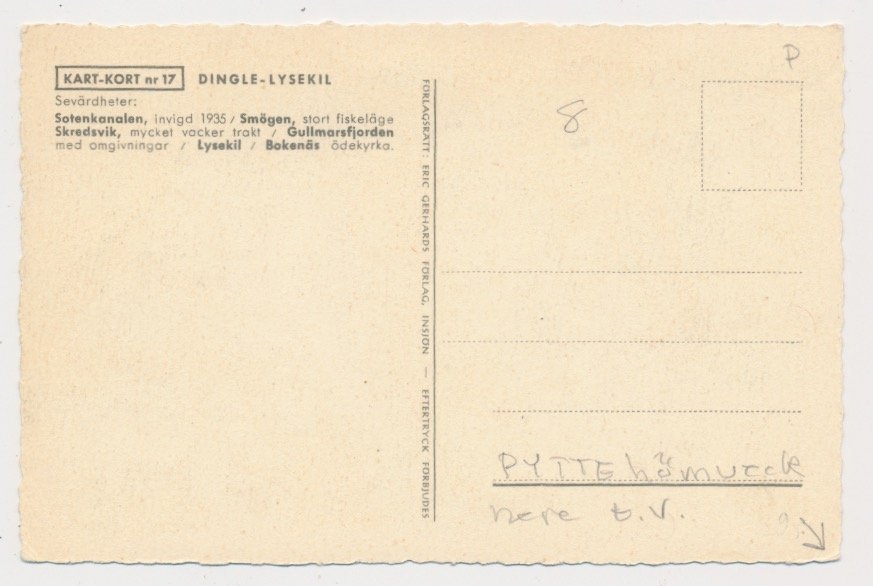 KART-KORT nr 17 DINGLE-LYSEKIL
Sevärdheter:
Sotenkanalen, invigd 1935 / Smögen, stort fiskeläge
Skredsvik, mycket vacker trakt / Gullmarsfjorden
med omgivningar / Lysekil / Bokenäs ödekyrka.
FÖRLAGSRÄTT: ERIC GERHARDS FÖRLAG, INSJÖN — EFTERTRYCK FÖRBJUDES
P
8
PYTTE
nere t.v.